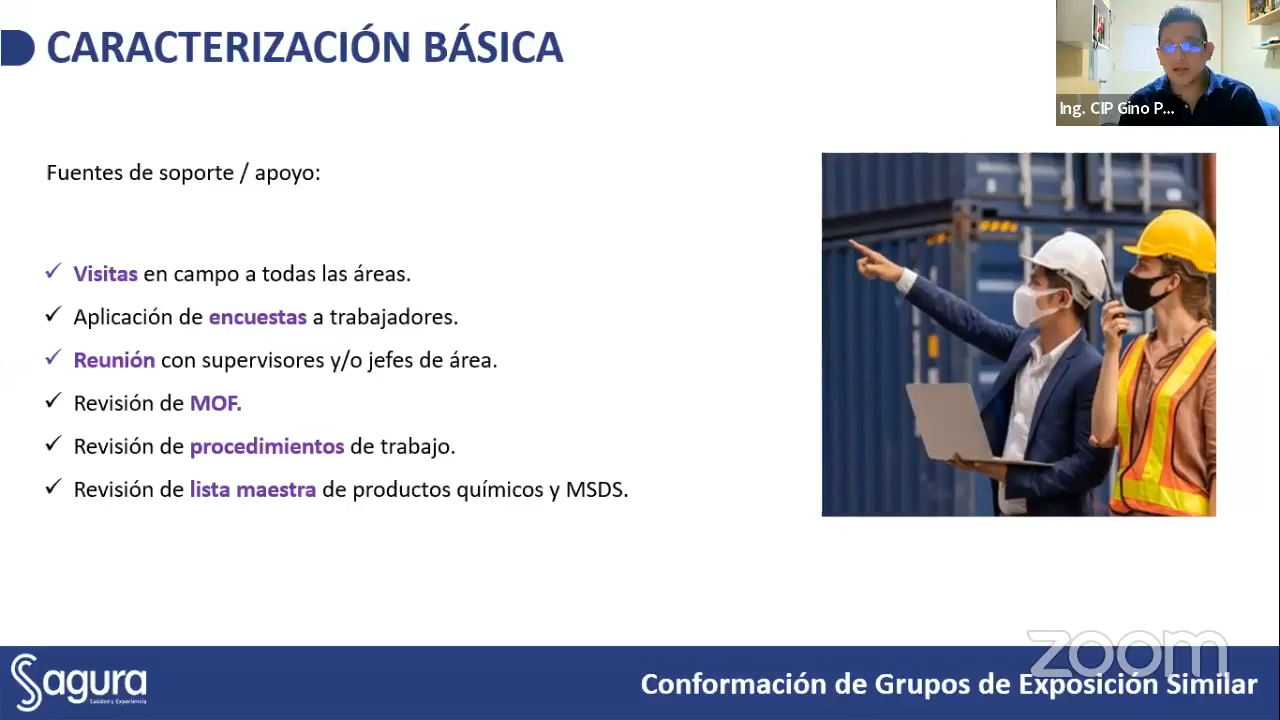 CARACTERIZACIÓN BÁSICA
Ing. CIP Gino P...
Fuentes de soporte / apoyo:
✓ Visitas en campo a todas las áreas.
✓ Aplicación de encuestas a trabajadores.
✓ Reunión con supervisores y/o jefes de área.
✓ Revisión de MOF.
✓ Revisión de procedimientos de trabajo.
✓ Revisión de lista maestra de productos químicos y MSDS.
zoom
Sagura
Calidad y Experiencia
Conformación de Grupos de Exposición Similar